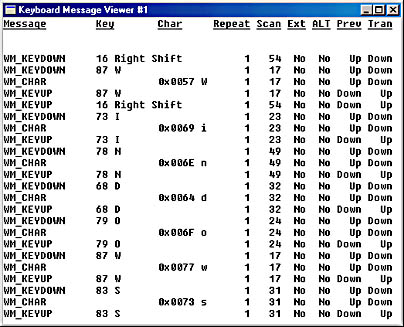 Keyboard Message Viewer #1
Message Key Char Repeat Scan Ext ALT Prev Tran
WM_KEYDOWN 16 Right Shift 1 54 No No Up Down
WM_KEYDOWN 87 W 1 17 No No Up Down
WM_CHAR 0x0057 W 1 17 No No Up Down
WM_KEYUP 87 W 1 17 No No Down Up
WM_KEYUP 16 Right Shift 1 54 No No Down Up
WM_KEYDOWN 73 I 1 23 No No Up Down
WM_CHAR 0x0069 i 1 23 No No Up Down
WM_KEYUP 73 I 1 23 No No Down Up
WM_KEYDOWN 78 N 1 49 No No Up Down
WM_CHAR 0x006E n 1 49 No No Up Down
WM_KEYUP 78 N 1 49 No No Down Up
WM_KEYDOWN 68 D 1 32 No No Up Down
WM_CHAR 0x0064 d 1 32 No No Up Down
WM_KEYUP 68 D 1 32 No No Down Up
WM_KEYDOWN 79 O 1 24 No No Up Down
WM_CHAR 0x006F o 1 24 No No Up Down
WM_KEYUP 79 O 1 24 No No Down Up
WM_KEYDOWN 87 W 1 17 No No Up Down
WM_CHAR 0x0077 w 1 17 No No Up Down
WM_KEYUP 87 W 1 17 No No Down Up
WM_KEYDOWN 83 S 1 31 No No Up Down
WM_CHAR 0x0073 s 1 31 No No Up Down
WM_KEYUP 83 S 1 31 No No Down Up